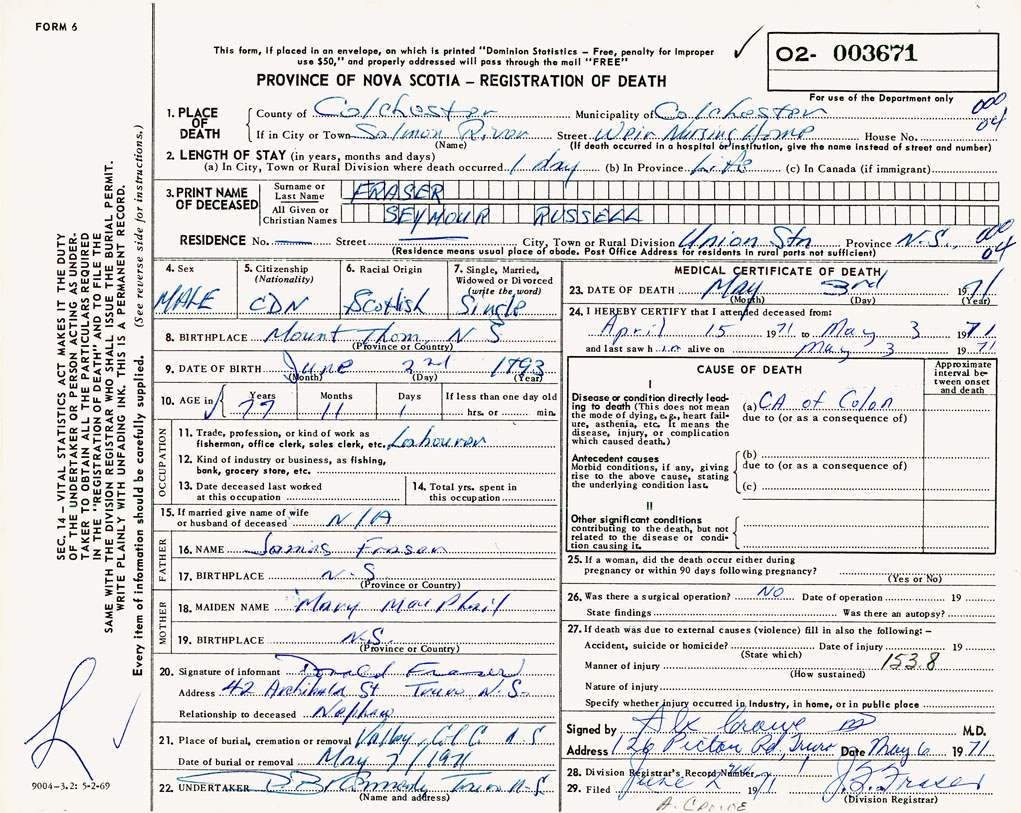 FORM 6
This form, if placed in an envelope, on which is printed "Dominion Statistics – Free, penalty for improper
use $50," and properly addressed will pass through the mail "FREE"
PROVINCE OF NOVA SCOTIA – REGISTRATION OF DEATH
02- 003671
For use of the Department only
SEC. 14 – VITAL STATISTICS ACT MAKES IT THE DUTY
OF THE UNDERTAKER OR PERSON ACTING AS UNDER-
TAKER TO OBTAIN ALL THE PARTICULARS REQUIRED
IN THE "REGISTRATION OF DEATH" AND TO FILE THE
SAME WITH THE DIVISION REGISTRAR WHO SHALL ISSUE THE BURIAL PERMIT.
WRITE PLAINLY WITH UNFADING INK. THIS IS A PERMANENT RECORD.
Every item of information should be carefully supplied. (See reverse side for instructions.)
1. PLACE OF DEATH
County of Colchester Municipality of Colchester 000 04
If in City or Town Salmon River Street Weir Nursing Home House No.
(Name) (If death occurred in a hospital or institution, give the name instead of street and number)
2. LENGTH OF STAY (in years, months and days)
(a) In City, Town or Rural Division where death occurred 1 day (b) In Province Life (c) In Canada (if immigrant)
3. PRINT NAME OF DECEASED
Surname or Last Name FRASER
All Given or Christian Names SEYMOUR RUSSELL
RESIDENCE No. — Street — City, Town or Rural Division Union Stn Province N.S. 000 04
(Residence means usual place of abode. Post Office Address for residents in rural parts not sufficient)
4. Sex MALE
5. Citizenship (Nationality) CDN
6. Racial Origin Scottish
7. Single, Married, Widowed or Divorced (write the word) Single
8. BIRTHPLACE Mount Thom, N S
(Province or Country)
9. DATE OF BIRTH June 2nd 1893
(Month) (Day) (Year)
10. AGE in Years Months Days If less than one day old
77 11 1 hrs. or min.
OCCUPATION
11. Trade, profession, or kind of work as
fisherman, office clerk, sales clerk, etc. Labourer
12. Kind of industry or business, as fishing,
bank, grocery store, etc.
13. Date deceased last worked
at this occupation
14. Total yrs. spent in
this occupation
15. If married give name of wife
or husband of deceased N/A
FATHER
16. NAME James Fraser
17. BIRTHPLACE N.S
(Province or Country)
MOTHER
18. MAIDEN NAME Mary MacPhail
19. BIRTHPLACE N.S.
(Province or Country)
20. Signature of informant Donald Fraser
Address 42 Archibald St Truro N.S.
Relationship to deceased Nephew
21. Place of burial, cremation or removal Valley, Col C. N.S
Date of burial or removal May 7/1971
22. UNDERTAKER Truro N.S
(Name and address)
9004–3.2: 5-2-69
MEDICAL CERTIFICATE OF DEATH
23. DATE OF DEATH May 3rd 1971
(Month) (Day) (Year)
24. I HEREBY CERTIFY that I attended deceased from:
April 15 1971 to May 3 1971
and last saw him alive on May 3 1971
CAUSE OF DEATH
Approximate interval between onset and death
I
Disease or condition directly lead-
ing to death (This does not mean
the mode of dying, e.g., heart fail-
ure, asthenia, etc. It means the
disease, injury, or complication
which caused death.)
(a) CA of Colon
due to (or as a consequence of)
Antecedent causes
Morbid conditions, if any, giving
rise to the above cause, stating
the underlying condition last.
(b)
due to (or as a consequence of)
(c)
II
Other significant conditions
contributing to the death, but not
related to the disease or condi-
tion causing it.
25. If a woman, did the death occur either during
pregnancy or within 90 days following pregnancy?
(Yes or No)
26. Was there a surgical operation? NO Date of operation 19
State findings Was there an autopsy?
27. If death was due to external causes (violence) fill in also the following: –
Accident, suicide or homicide? Date of injury 19
(State which)
Manner of injury 153.8
(How sustained)
Nature of injury
Specify whether injury occurred in industry, in home, or in public place
Signed by Alx Crowe MD M.D.
Address 126 Picton Rd, Truro Date May 6 1971
28. Division Registrar's Record Number
29. Filed June 2 1971 J. L. Fraser
(Division Registrar)
A. CROWE